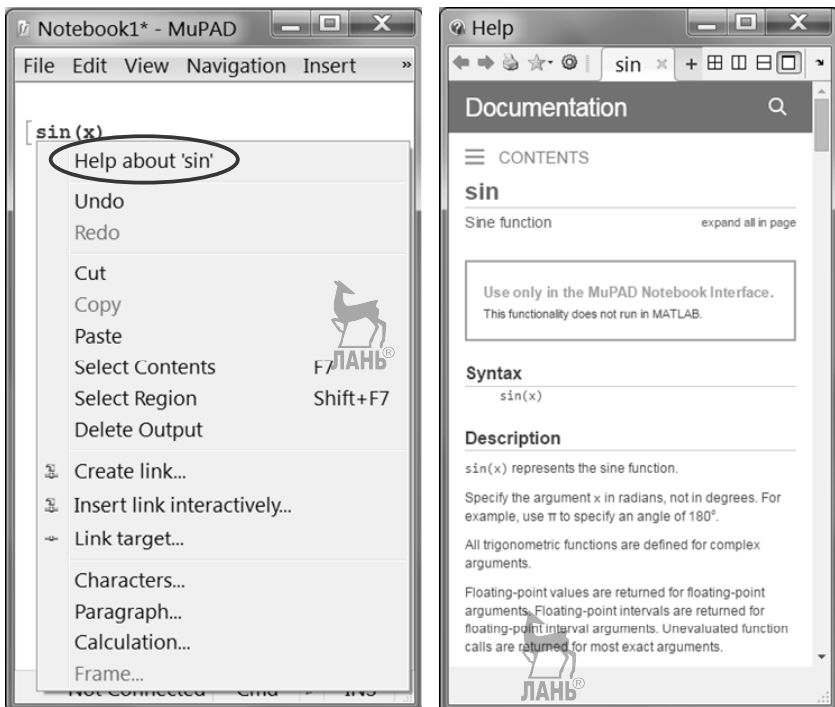 Notebook1* - MuPAD
File Edit View Navigation Insert »
sin(x)
Help about 'sin'
Undo
Redo
Cut
Copy
Paste
Select Contents F7
Select Region Shift+F7
Delete Output
Create link...
Insert link interactively...
Link target...
Characters...
Paragraph...
Calculation...
Frame...
Not Connected Cmd INS
ЛАНЬ®
Help
sin × +
Documentation
CONTENTS
sin
Sine function expand all in page
Use only in the MuPAD Notebook Interface.
This functionality does not run in MATLAB.
Syntax
sin(x)
Description
sin(x) represents the sine function.
Specify the argument x in radians, not in degrees. For
example, use π to specify an angle of 180°.
All trigonometric functions are defined for complex
arguments.
Floating-point values are returned for floating-point
arguments. Floating-point intervals are returned for
floating-point interval arguments. Unevaluated function
calls are returned for most exact arguments.
ЛАНЬ®